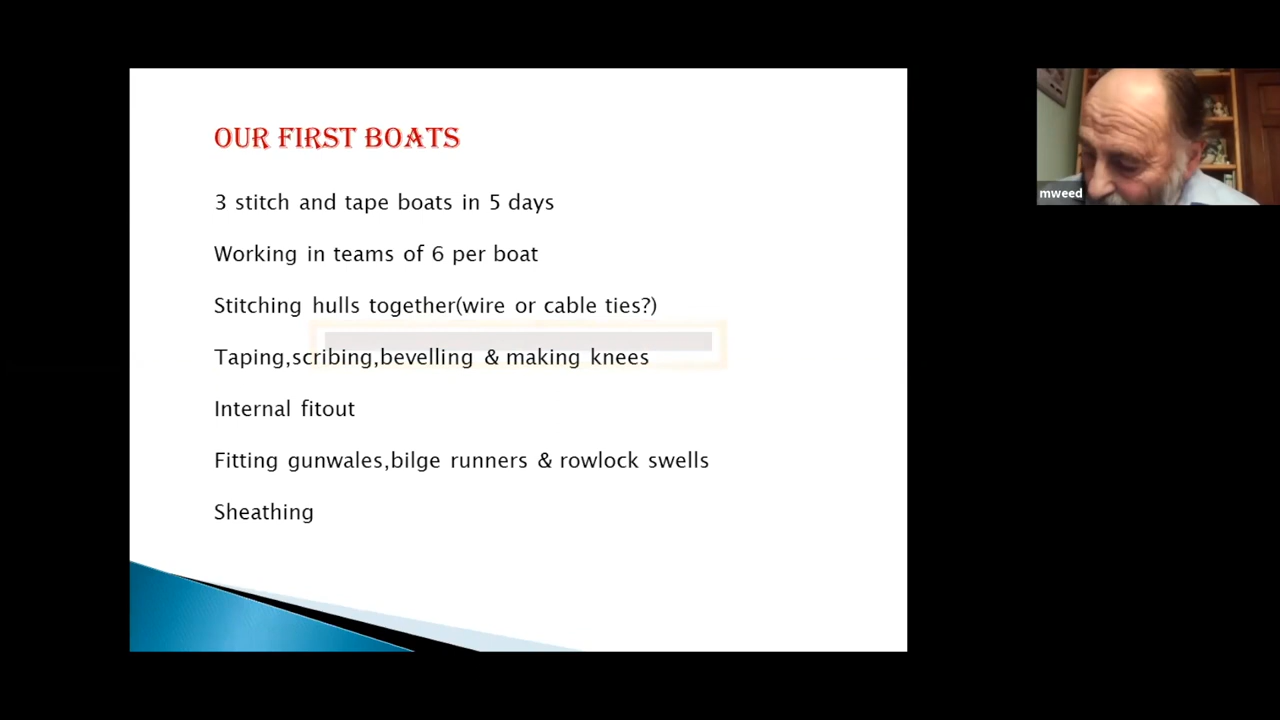 OUR FIRST BOATS
3 stitch and tape boats in 5 days
Working in teams of 6 per boat
Stitching hulls together(wire or cable ties?)
Taping,scribing,bevelling & making knees
Internal fitout
Fitting gunwales,bilge runners & rowlock swells
Sheathing
mweed